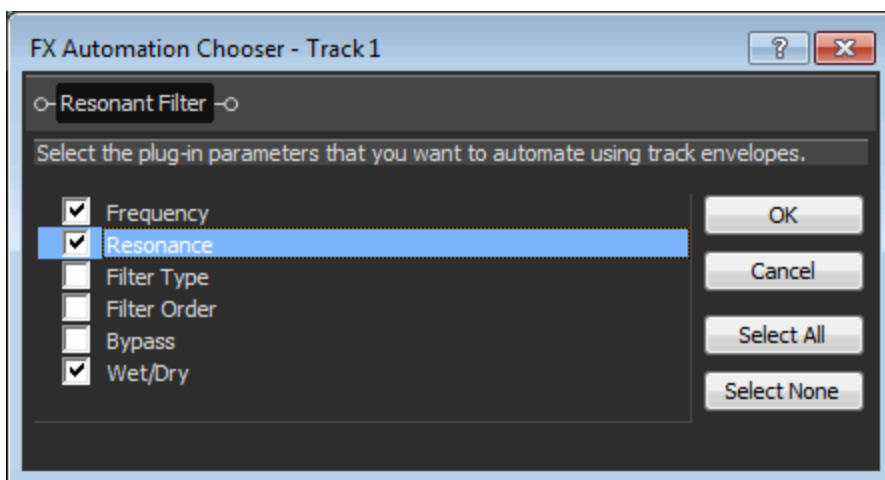 FX Automation Chooser - Track 1
Resonant Filter
Select the plug-in parameters that you want to automate using track envelopes.
Frequency
Resonance
Filter Type
Filter Order
Bypass
Wet/Dry
OK
Cancel
Select All
Select None